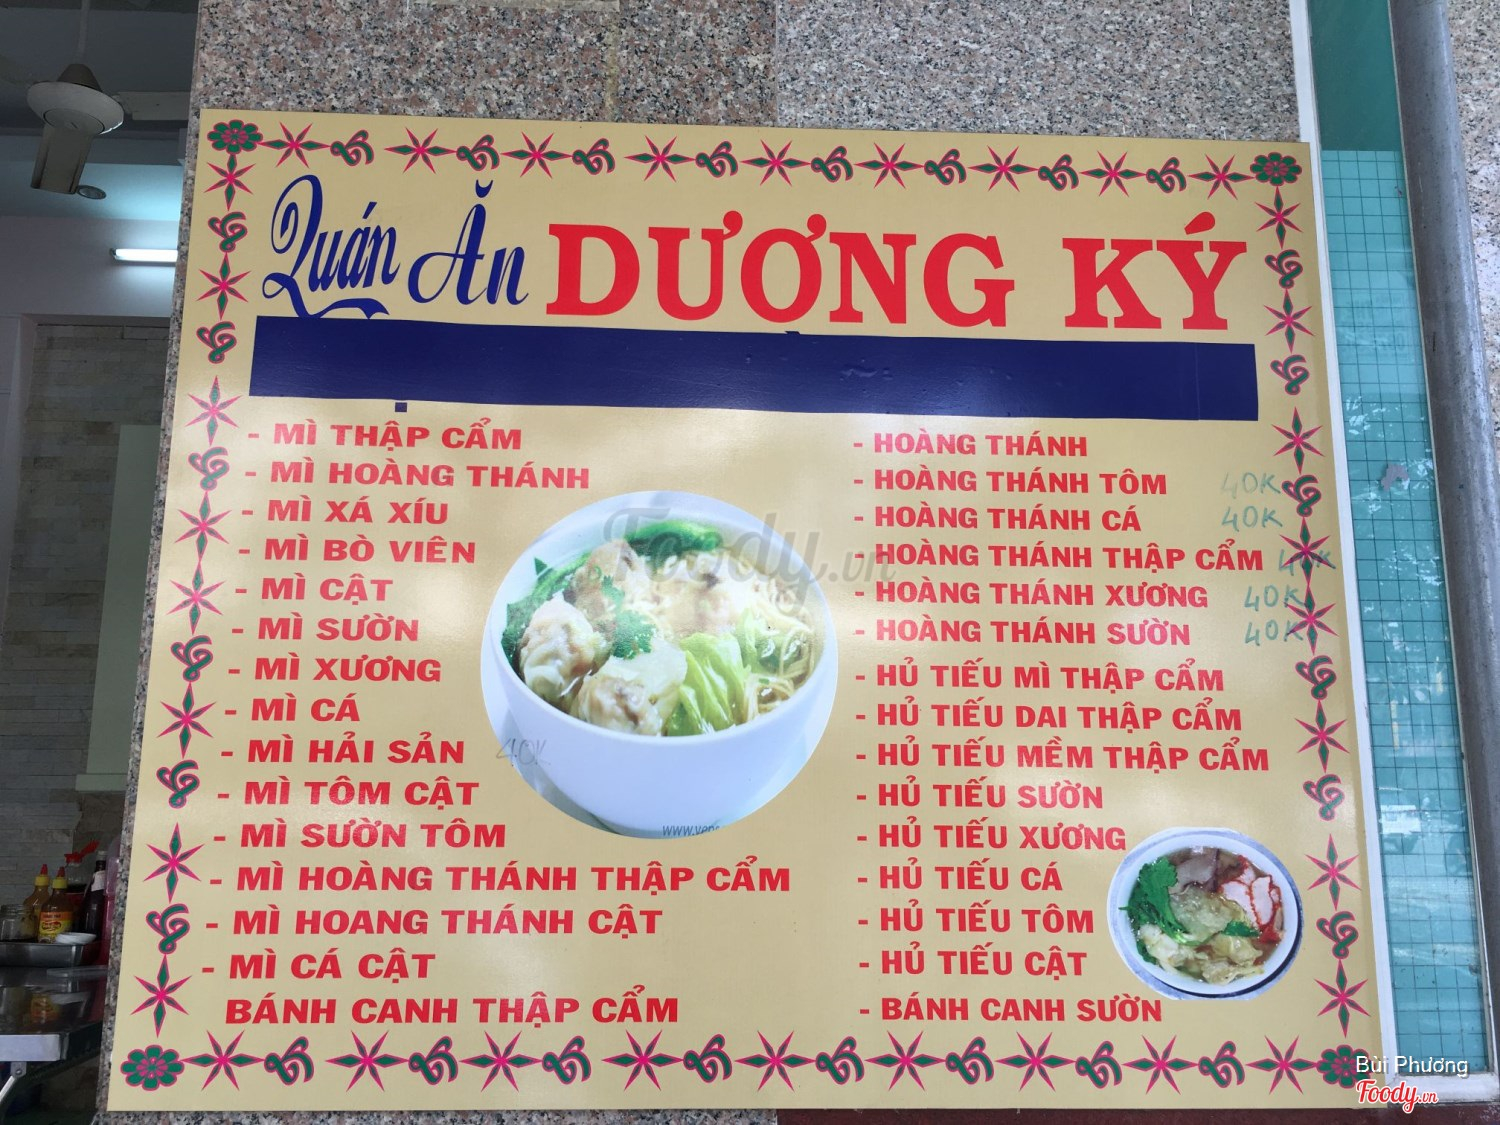 Quán Ăn DƯƠNG KÝ
- MÌ THẬP CẨM
- MÌ HOÀNG THÁNH
- MÌ XÁ XÍU
- MÌ BÒ VIÊN
- MÌ CẬT
- MÌ SƯỜN
- MÌ XƯƠNG
- MÌ CÁ
- MÌ HẢI SẢN 40K
- MÌ TÔM CẬT
- MÌ SƯỜN TÔM
- MÌ HOÀNG THÁNH THẬP CẨM
- MÌ HOANG THÁNH CẬT
- MÌ CÁ CẬT
BÁNH CANH THẬP CẨM
- HOÀNG THÁNH
- HOÀNG THÁNH TÔM 40K
- HOÀNG THÁNH CÁ 40K
- HOÀNG THÁNH THẬP CẨM 40K
- HOÀNG THÁNH XƯƠNG 40K
- HOÀNG THÁNH SƯỜN 40K
- HỦ TIẾU MÌ THẬP CẨM
- HỦ TIẾU DAI THẬP CẨM
- HỦ TIẾU MỀM THẬP CẨM
- HỦ TIẾU SƯỜN
- HỦ TIẾU XƯƠNG
- HỦ TIẾU CÁ
- HỦ TIẾU TÔM
- HỦ TIẾU CẬT
- BÁNH CANH SƯỜN
Foody.vn
Bùi Phương
Foody.vn